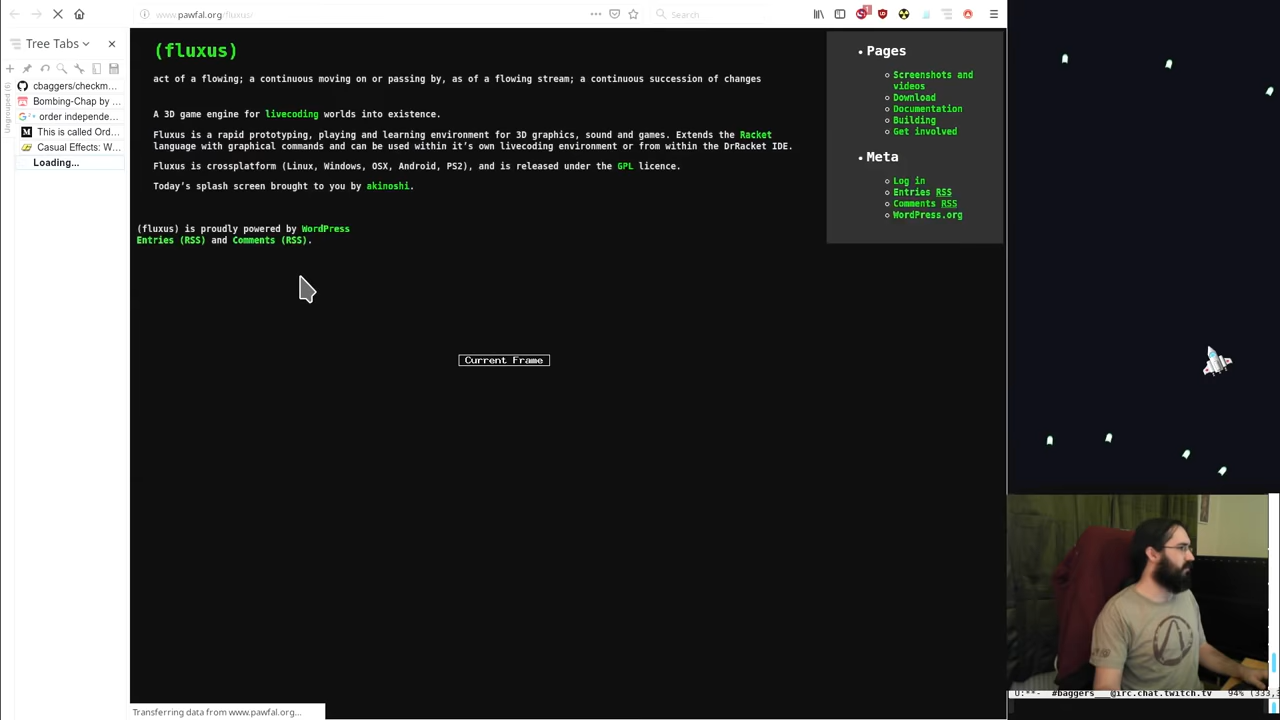 www.pawfal.org/fluxus/
Search
Tree Tabs
cbaggers/checkm...
Bombing-Chap by ...
order independe...
This is called Ord...
Casual Effects: W...
Loading...
(fluxus)
act of a flowing; a continuous moving on or passing by, as of a flowing stream; a continuous succession of changes
A 3D game engine for livecoding worlds into existence.
Fluxus is a rapid prototyping, playing and learning environment for 3D graphics, sound and games. Extends the Racket
language with graphical commands and can be used within it's own livecoding environment or from within the DrRacket IDE.
Fluxus is crossplatform (Linux, Windows, OSX, Android, PS2), and is released under the GPL licence.
Today's splash screen brought to you by akinoshi.
(fluxus) is proudly powered by WordPress
Entries (RSS) and Comments (RSS).
Pages
Screenshots and
videos
Download
Documentation
Building
Get involved
Meta
Log in
Entries RSS
Comments RSS
WordPress.org
Current Frame
Transferring data from www.pawfal.org...
U:**- #baggers___@irc.chat.twitch.tv 94% (333,